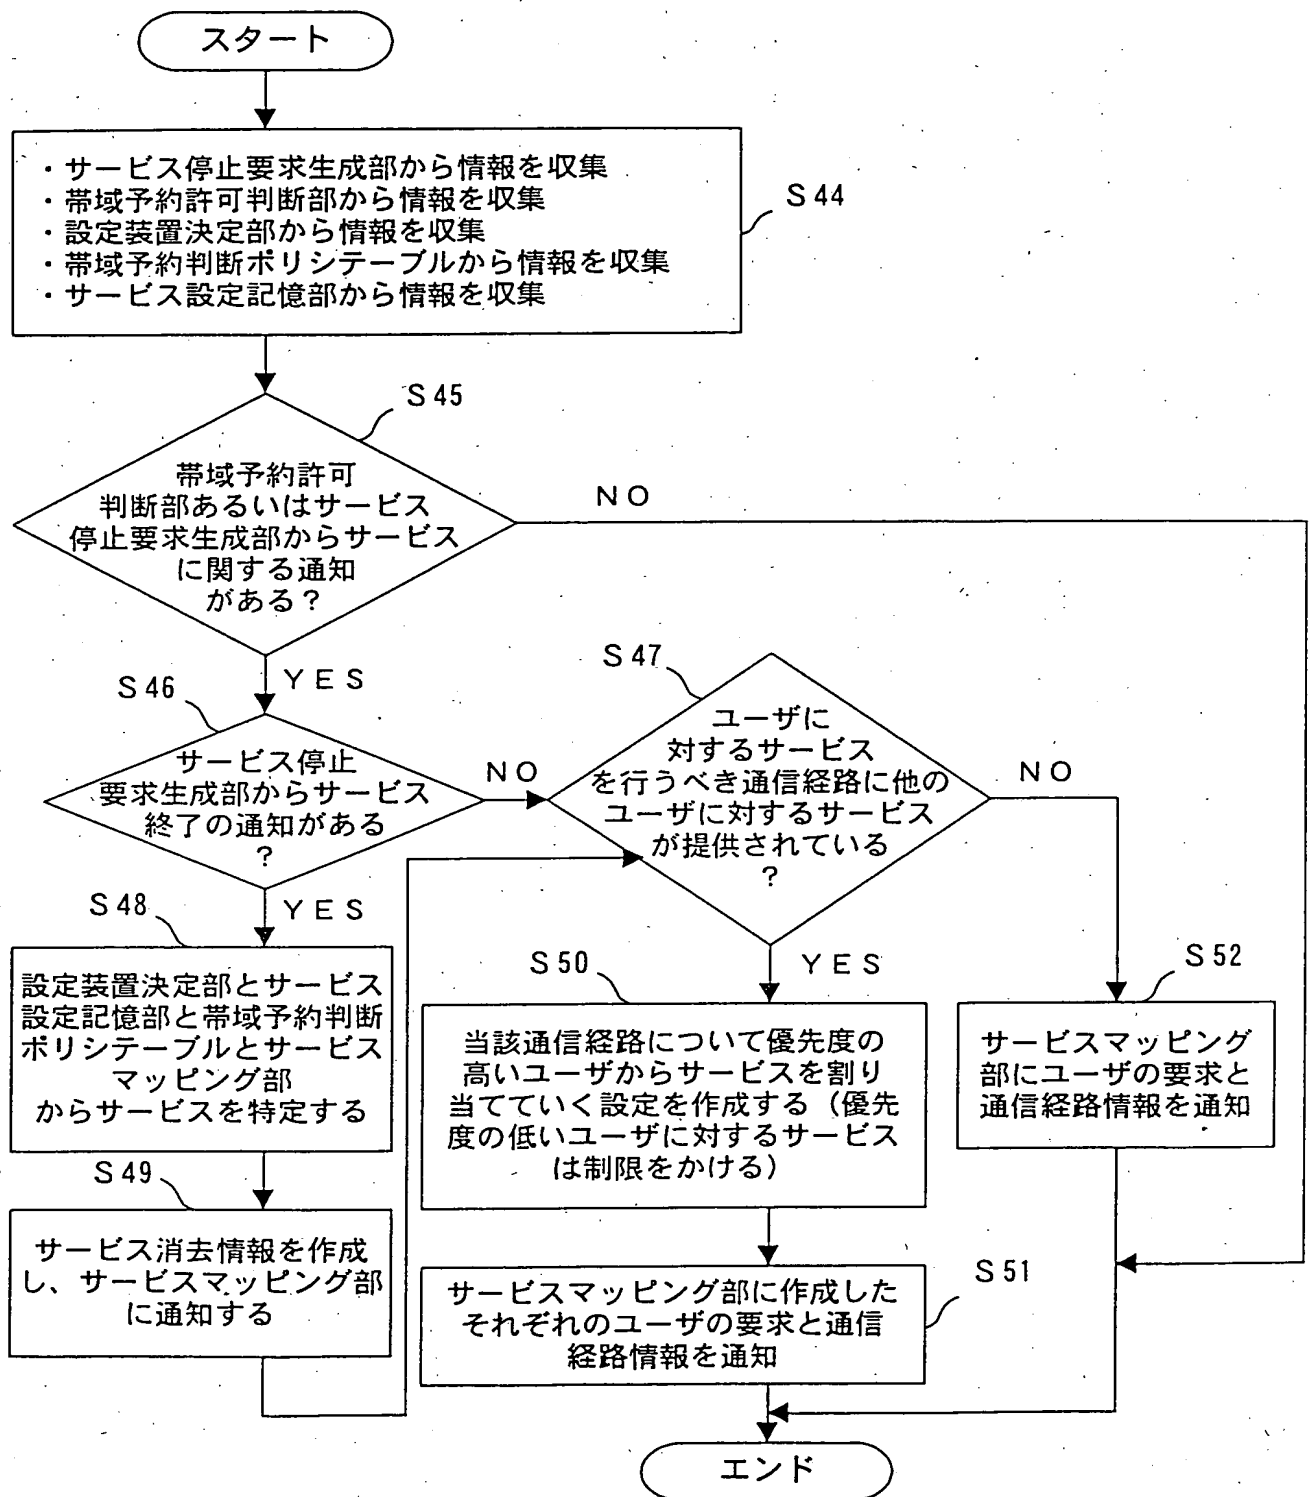 スタート
・サービス停止要求生成部から情報を収集
・帯域予約許可判断部から情報を収集
・設定装置決定部から情報を収集
・帯域予約判断ポリシテーブルから情報を収集
・サービス設定記憶部から情報を収集
S44
S45
帯域予約許可
判断部あるいはサービス
停止要求生成部からサービス
に関する通知
がある？
NO
YES
S46
サービス停止
要求生成部からサービス
終了の通知がある
？
NO
YES
S47
ユーザに
対するサービス
を行うべき通信経路に他の
ユーザに対するサービス
が提供されている
？
NO
YES
S48
設定装置決定部とサービス
設定記憶部と帯域予約判断
ポリシテーブルとサービス
マッピング部
からサービスを特定する
S49
サービス消去情報を作成
し、サービスマッピング部
に通知する
S50
当該通信経路について優先度の
高いユーザからサービスを割り
当てていく設定を作成する（優先
度の低いユーザに対するサービス
は制限をかける）
S51
サービスマッピング部に作成した
それぞれのユーザの要求と通信
経路情報を通知
S52
サービスマッピング
部にユーザの要求と
通信経路情報を通知
エンド